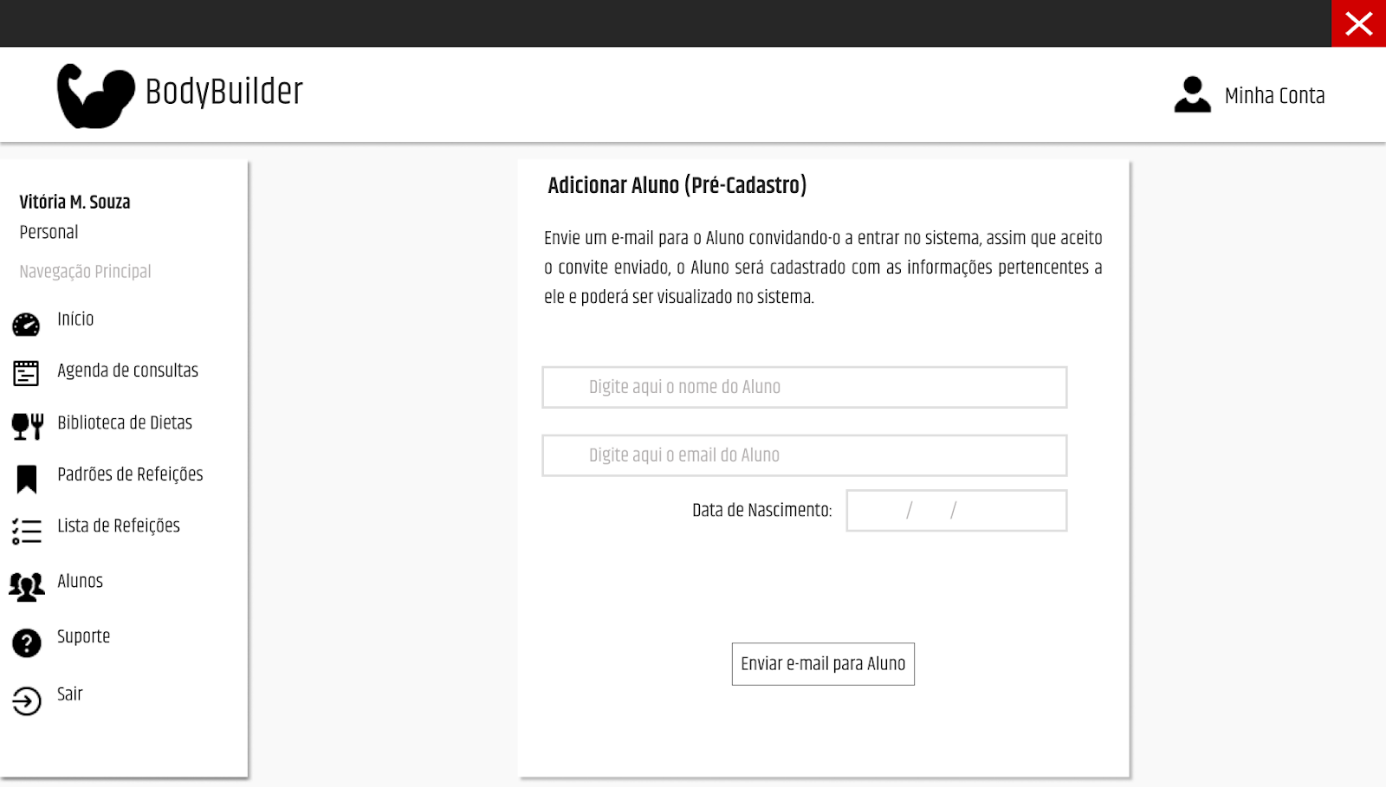 BodyBuilder
Minha Conta
Vitória M. Souza
Personal
Navegação Principal
Início
Agenda de consultas
Biblioteca de Dietas
Padrões de Refeições
Lista de Refeições
Alunos
Suporte
Sair
Adicionar Aluno (Pré-Cadastro)
Envie um e-mail para o Aluno convidando-o a entrar no sistema, assim que aceito
o convite enviado, o Aluno será cadastrado com as informações pertencentes a
ele e poderá ser visualizado no sistema.
Digite aqui o nome do Aluno
Digite aqui o email do Aluno
Data de Nascimento: / /
Enviar e-mail para Aluno